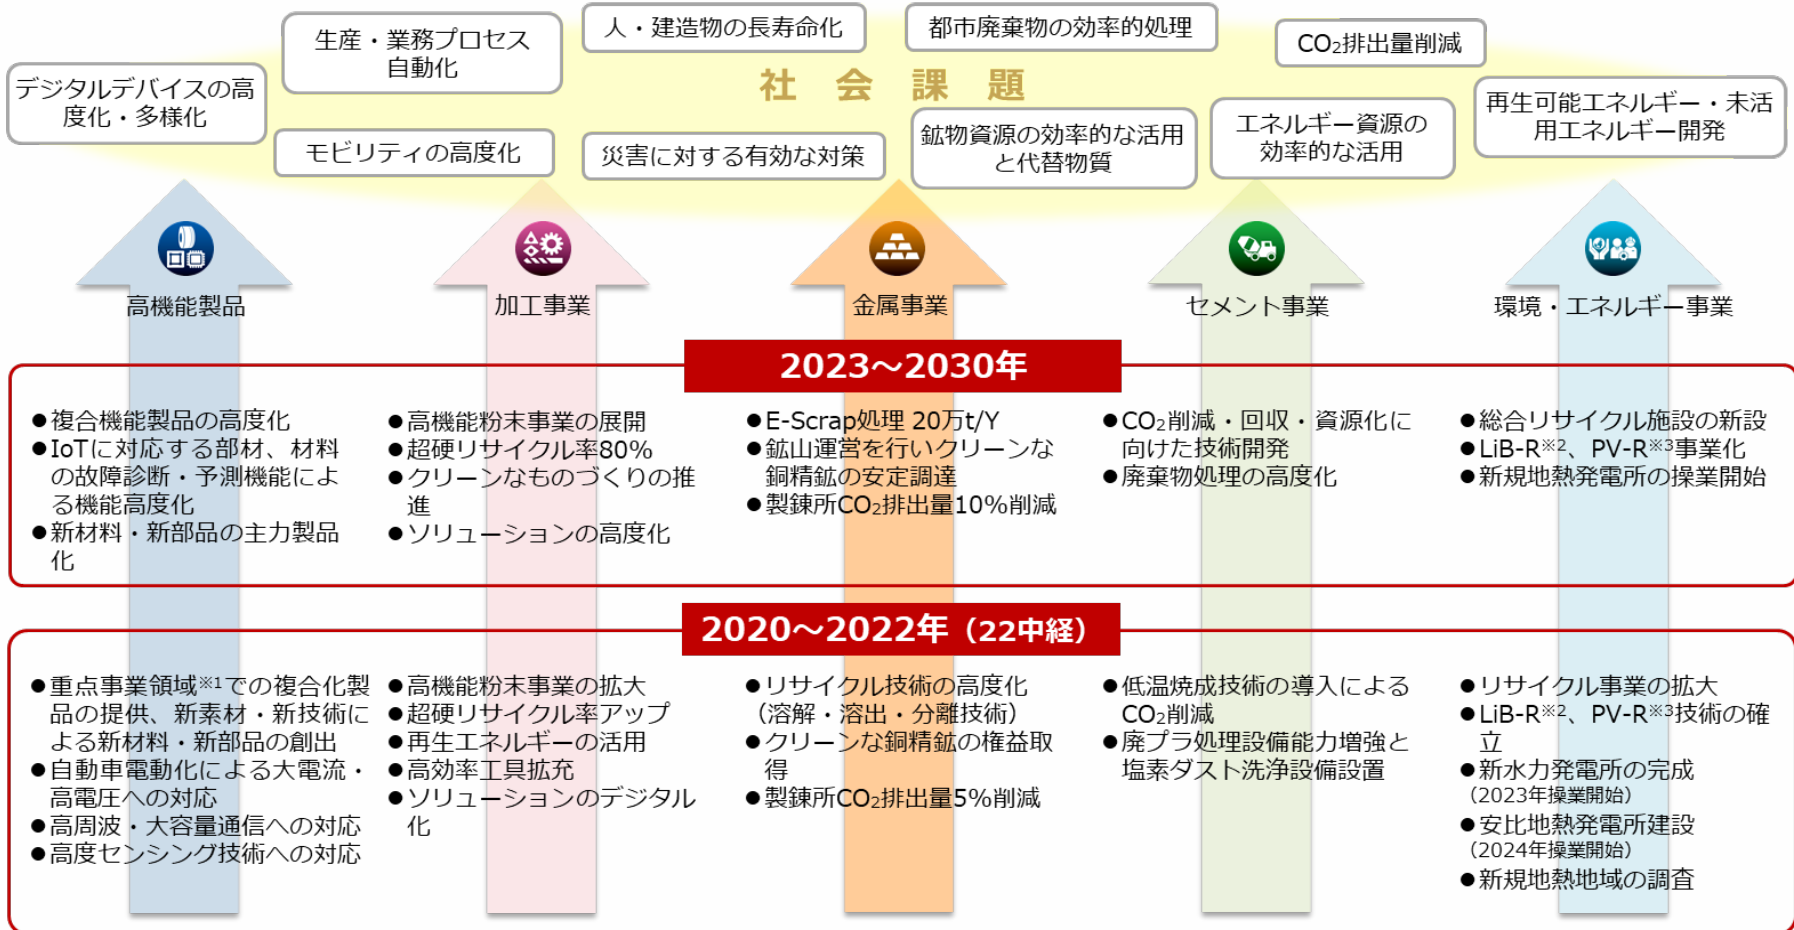 生産・業務プロセス
自動化
人・建造物の長寿命化
都市廃棄物の効率的処理
CO₂排出量削減
デジタルデバイスの高
度化・多様化
社会課題
再生可能エネルギー・未活
用エネルギー開発
モビリティの高度化
災害に対する有効な対策
鉱物資源の効率的な活用
と代替物質
エネルギー資源の
効率的な活用
高機能製品
加工事業
金属事業
セメント事業
環境・エネルギー事業
2023～2030年
●複合機能製品の高度化
●IoTに対応する部材、材料
の故障診断・予測機能によ
る機能高度化
●新材料・新部品の主力製品
化
●高機能粉末事業の展開
●超硬リサイクル率80%
●クリーンなものづくりの推
進
●ソリューションの高度化
●E-Scrap処理 20万t/Y
●鉱山運営を行いクリーンな
銅精鉱の安定調達
●製錬所CO₂排出量10%削減
●CO₂削減・回収・資源化に
向けた技術開発
●廃棄物処理の高度化
●総合リサイクル施設の新設
●LiB-R※2、PV-R※3事業化
●新規地熱発電所の操業開始
2020～2022年（22中経）
●重点事業領域※1での複合化製
品の提供、新素材・新技術に
よる新材料・新部品の創出
●自動車電動化による大電流・
高電圧への対応
●高周波・大容量通信への対応
●高度センシング技術への対応
●高機能粉末事業の拡大
●超硬リサイクル率アップ
●再生エネルギーの活用
●高効率工具拡充
●ソリューションのデジタル
化
●リサイクル技術の高度化
（溶解・溶出・分離技術）
●クリーンな銅精鉱の権益取
得
●製錬所CO₂排出量5%削減
●低温焼成技術の導入による
CO₂削減
●廃プラ処理設備能力増強と
塩素ダスト洗浄設備設置
●リサイクル事業の拡大
●LiB-R※2、PV-R※3技術の確
立
●新水力発電所の完成
（2023年操業開始）
●安比地熱発電所建設
（2024年操業開始）
●新規地熱地域の調査